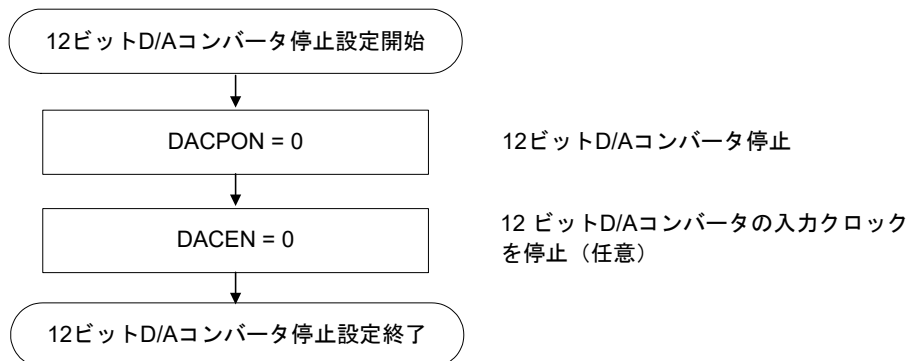 12ビットD/Aコンバータ停止設定開始
DACPON = 0
12ビットD/Aコンバータ停止
DACEN = 0
12 ビットD/Aコンバータの入力クロック
を停止（任意）
12ビットD/Aコンバータ停止設定終了